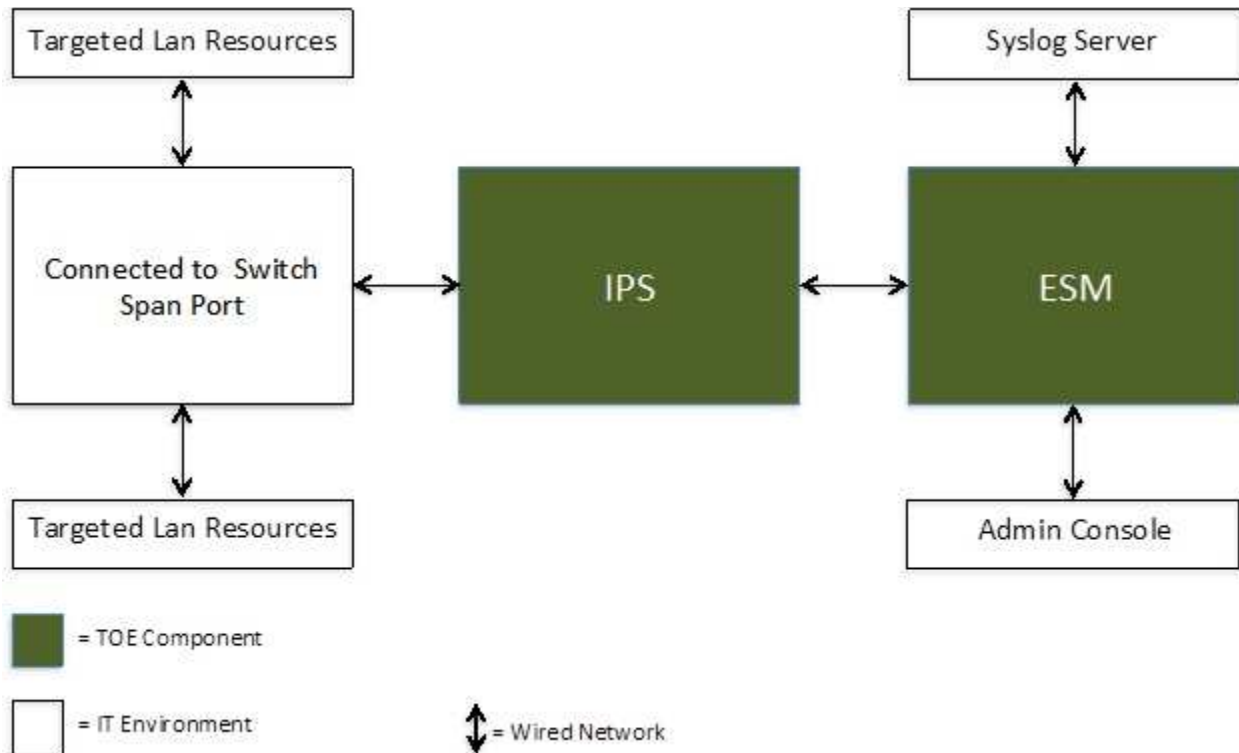 Targeted Lan Resources
Syslog Server
Connected to Switch
Span Port
IPS
ESM
Targeted Lan Resources
Admin Console
= TOE Component
= IT Environment
= Wired Network